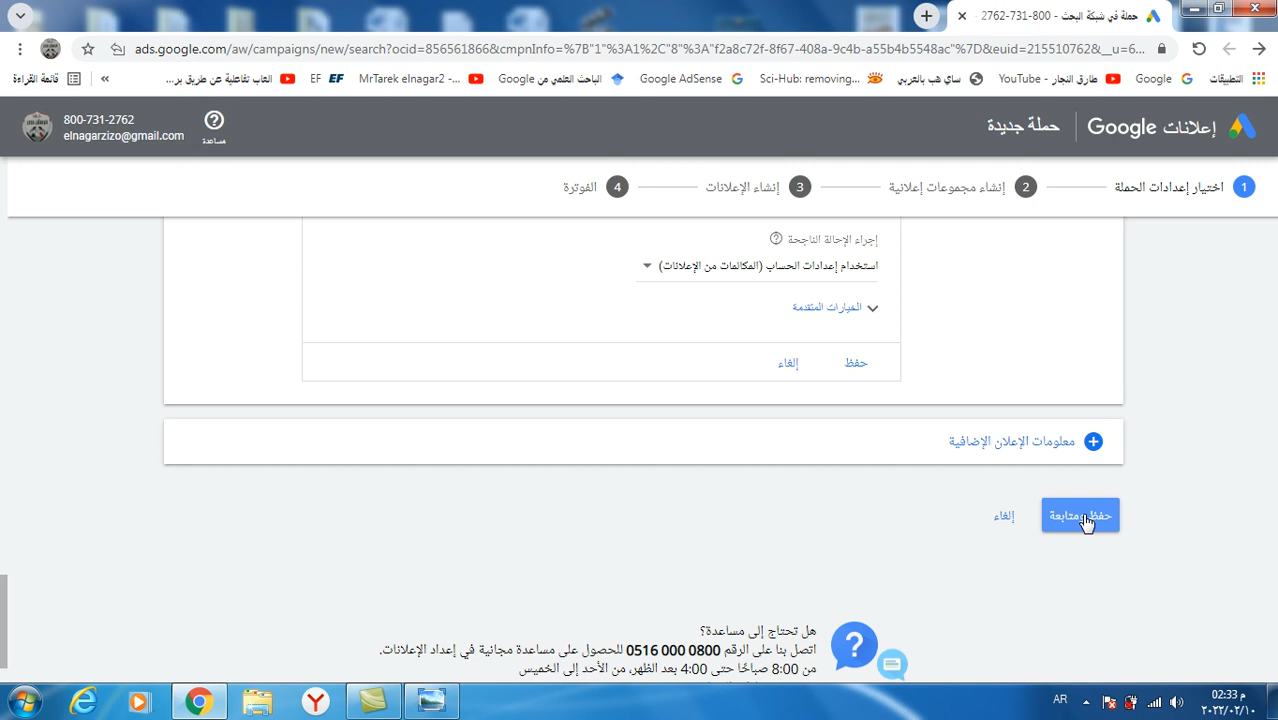 حملة في شبكة البحث - 800-731-2762
ads.google.com/aw/campaigns/new/search?ocid=856561866&cmpnInfo=%7B"1"%3A1%2C"8"%3A"f2a8c72f-8f67-408a-9c4b-a55b4b5548ac"%7D&euid=215510762&__u=6...
التطبيقات
Google
طارق النجار - YouTube
ساي هب بالعربي
Sci-Hub: removing...
Google AdSense
الباحث العلمي من Google
MrTarek elnagar2 -...
EF
العاب تفاعلية عن طريق بر...
»
قائمة القراءة
إعلانات Google
حملة جديدة
مساعدة
800-731-2762
elnagarzizo@gmail.com
1 اختيار إعدادات الحملة
2 إنشاء مجموعات إعلانية
3 إنشاء الإعلانات
4 الفوترة
إجراء الإحالة الناجحة
استخدام إعدادات الحساب (المكالمات من الإعلانات)
الخيارات المتقدمة
حفظ
إلغاء
معلومات الإعلان الإضافية
حفظ ومتابعة
إلغاء
هل تحتاج إلى مساعدة؟
اتصل بنا على الرقم 0800 000 0516 للحصول على مساعدة مجانية في إعداد الإعلانات.
من 8:00 صباحًا حتى 4:00 بعد الظهر، من الأحد إلى الخميس
AR
02:33 م
٢٠٢٢/٠٢/١٠